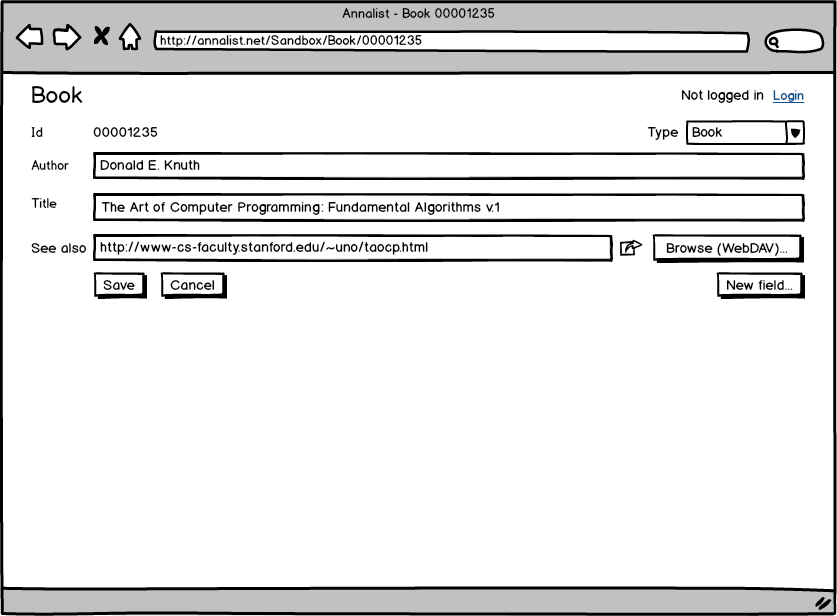 Annalist - Book 00001235
http://annalist.net/Sandbox/Book/00001235
Book
Not logged in Login
Id 00001235 Type Book
Author Donald E. Knuth
Title The Art of Computer Programming: Fundamental Algorithms v.1
See also http://www-cs-faculty.stanford.edu/~uno/taocp.html Browse (WebDAV)...
Save Cancel New field...